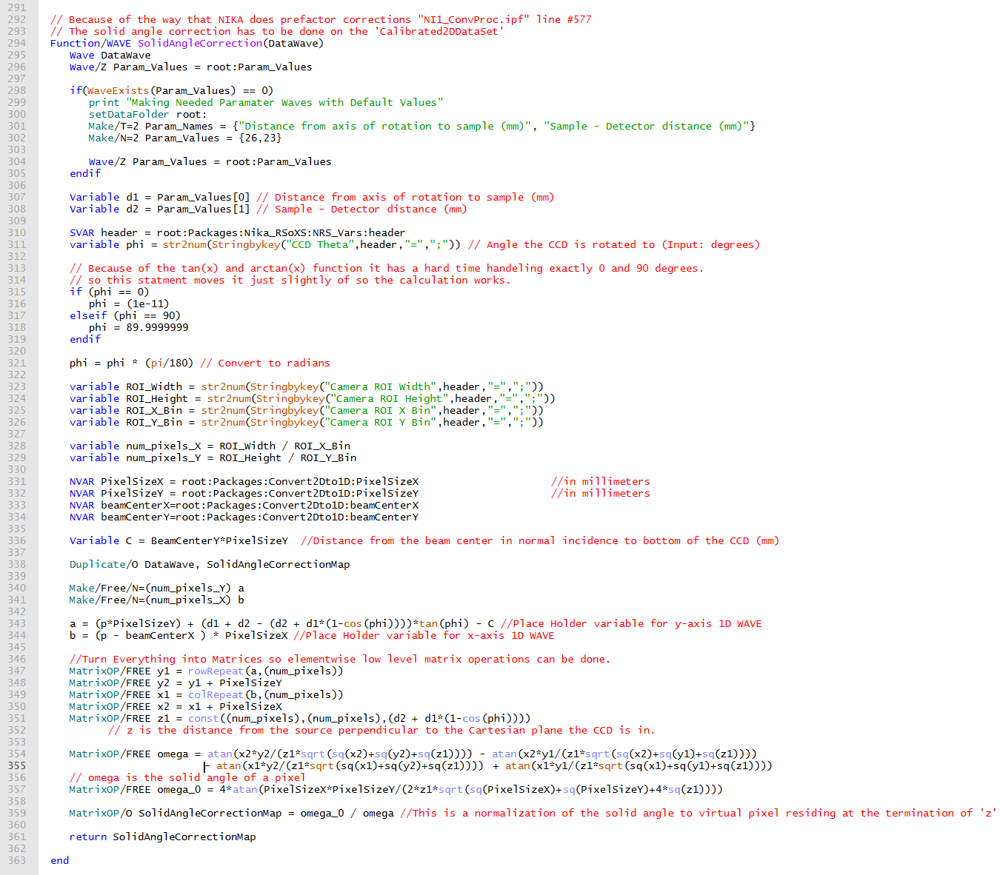 291
292 // Because of the way that NIKA does prefactor corrections "NI1_ConvProc.ipf" line #577
293 // The solid angle correction has to be done on the 'Calibrated2DDataSet'
294 Function/WAVE SolidAngleCorrection(DataWave)
295 Wave DataWave
296 Wave/Z Param_Values = root:Param_Values
297
298 if(WaveExists(Param_Values) == 0)
299 print "Making Needed Paramater Waves with Default Values"
300 setDataFolder root:
301 Make/T=2 Param_Names = {"Distance from axis of rotation to sample (mm)", "Sample - Detector distance (mm)"}
302 Make/N=2 Param_Values = {26,23}
303
304 Wave/Z Param_Values = root:Param_Values
305 endif
306
307 Variable d1 = Param_Values[0] // Distance from axis of rotation to sample (mm)
308 Variable d2 = Param_Values[1] // Sample - Detector distance (mm)
309
310 SVAR header = root:Packages:Nika_RSoXS:NRS_Vars:header
311 variable phi = str2num(Stringbykey("CCD Theta",header,"=",";")) // Angle the CCD is rotated to (Input: degrees)
312
313 // Because of the tan(x) and arctan(x) function it has a hard time handeling exactly 0 and 90 degrees.
314 // so this statment moves it just slightly of so the calculation works.
315 if (phi == 0)
316 phi = (1e-11)
317 elseif (phi == 90)
318 phi = 89.9999999
319 endif
320
321 phi = phi * (pi/180) // Convert to radians
322
323 variable ROI_Width = str2num(Stringbykey("Camera ROI Width",header,"=",";"))
324 variable ROI_Height = str2num(Stringbykey("Camera ROI Height",header,"=",";"))
325 variable ROI_X_Bin = str2num(Stringbykey("Camera ROI X Bin",header,"=",";"))
326 variable ROI_Y_Bin = str2num(Stringbykey("Camera ROI Y Bin",header,"=",";"))
327
328 variable num_pixels_X = ROI_Width / ROI_X_Bin
329 variable num_pixels_Y = ROI_Height / ROI_Y_Bin
330
331 NVAR PixelSizeX = root:Packages:Convert2Dto1D:PixelSizeX //in millimeters
332 NVAR PixelSizeY = root:Packages:Convert2Dto1D:PixelSizeY //in millimeters
333 NVAR beamCenterX=root:Packages:Convert2Dto1D:beamCenterX
334 NVAR beamCenterY=root:Packages:Convert2Dto1D:beamCenterY
335
336 Variable C = BeamCenterY*PixelSizeY //Distance from the beam center in normal incidence to bottom of the CCD (mm)
337
338 Duplicate/O DataWave, SolidAngleCorrectionMap
339
340 Make/Free/N=(num_pixels_Y) a
341 Make/Free/N=(num_pixels_X) b
342
343 a = (p*PixelSizeY) + (d1 + d2 - (d2 + d1*(1-cos(phi))))*tan(phi) - C //Place Holder variable for y-axis 1D WAVE
344 b = (p - beamCenterX ) * PixelSizeX //Place Holder variable for x-axis 1D WAVE
345
346 //Turn Everything into Matrices so elementwise low level matrix operations can be done.
347 MatrixOP/FREE y1 = rowRepeat(a,(num_pixels))
348 MatrixOP/FREE y2 = y1 + PixelSizeY
349 MatrixOP/FREE x1 = colRepeat(b,(num_pixels))
350 MatrixOP/FREE x2 = x1 + PixelSizeX
351 MatrixOP/FREE z1 = const((num_pixels),(num_pixels),(d2 + d1*(1-cos(phi))))
352 // z is the distance from the source perpendicular to the Cartesian plane the CCD is in.
353
354 MatrixOP/FREE omega = atan(x2*y2/(z1*sqrt(sq(x2)+sq(y2)+sq(z1)))) - atan(x2*y1/(z1*sqrt(sq(x2)+sq(y1)+sq(z1))))
355 - atan(x1*y2/(z1*sqrt(sq(x1)+sq(y2)+sq(z1)))) + atan(x1*y1/(z1*sqrt(sq(x1)+sq(y1)+sq(z1))))
356 // omega is the solid angle of a pixel
357 MatrixOP/FREE omega_0 = 4*atan(PixelSizeX*PixelSizeY/(2*z1*sqrt(sq(PixelSizeX)+sq(PixelSizeY)+4*sq(z1))))
358
359 MatrixOP/O SolidAngleCorrectionMap = omega_0 / omega //This is a normalization of the solid angle to virtual pixel residing at the termination of 'z'
360
361 return SolidAngleCorrectionMap
362
363 end